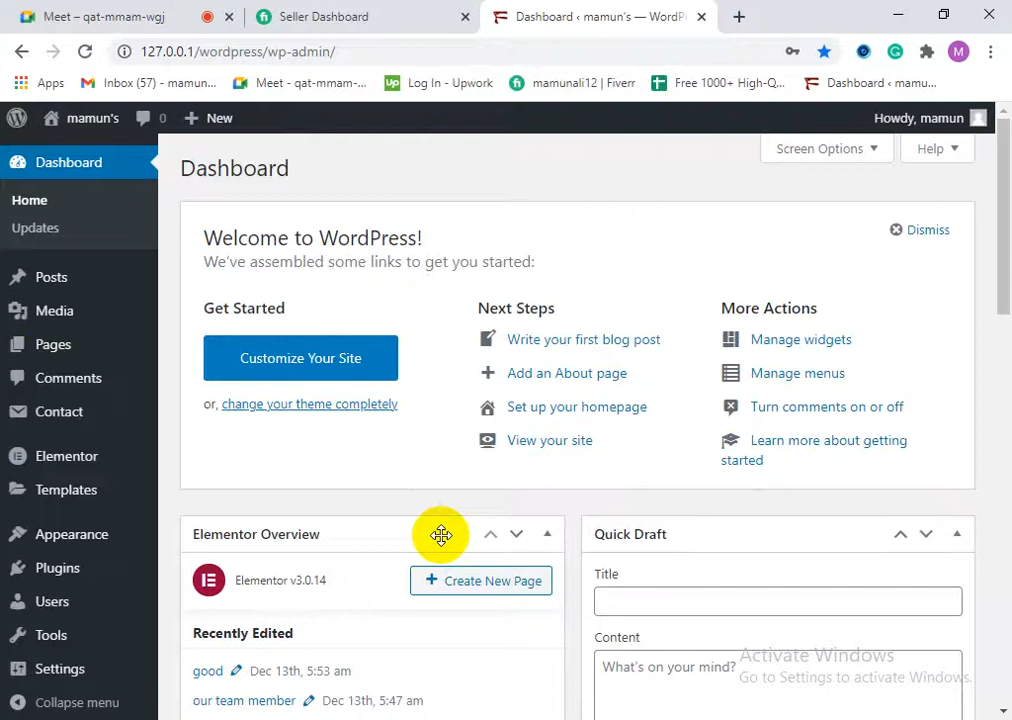 Meet – qat-mmam-wgj
Seller Dashboard
Dashboard ‹ mamun's — WordP
127.0.0.1/wordpress/wp-admin/
M
Apps
Inbox (57) - mamun...
Meet - qat-mmam-...
Log In - Upwork
mamunali12 | Fiverr
Free 1000+ High-Q...
Dashboard ‹ mamu...
mamun's
0
New
Howdy, mamun
Dashboard
Home
Updates
Posts
Media
Pages
Comments
Contact
Elementor
Templates
Appearance
Plugins
Users
Tools
Settings
Collapse menu
Dashboard
Screen Options
Help
Welcome to WordPress!
Dismiss
We've assembled some links to get you started:
Get Started
Customize Your Site
or, change your theme completely
Next Steps
Write your first blog post
Add an About page
Set up your homepage
View your site
More Actions
Manage widgets
Manage menus
Turn comments on or off
Learn more about getting
started
Elementor Overview
Elementor v3.0.14
Create New Page
Recently Edited
good Dec 13th, 5:53 am
our team member Dec 13th, 5:47 am
Quick Draft
Title
Content
What's on your mind?
Activate Windows
Go to Settings to activate Windows.